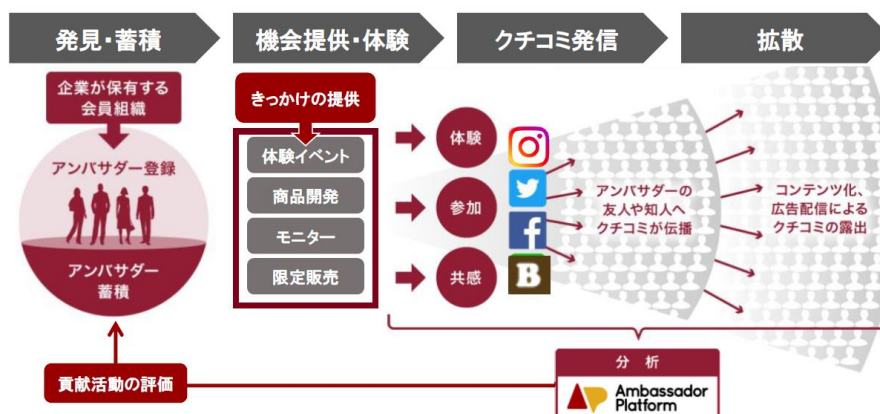 発見・蓄積
機会提供・体験
クチコミ発信
拡散
企業が保有する
会員組織
アンバサダー登録
アンバサダー
蓄積
きっかけの提供
体験イベント
商品開発
モニター
限定販売
体験
参加
共感
B
アンバサダーの
友人や知人へ
クチコミが伝播
コンテンツ化、
広告配信による
クチコミの露出
貢献活動の評価
分析
Ambassador
Platform